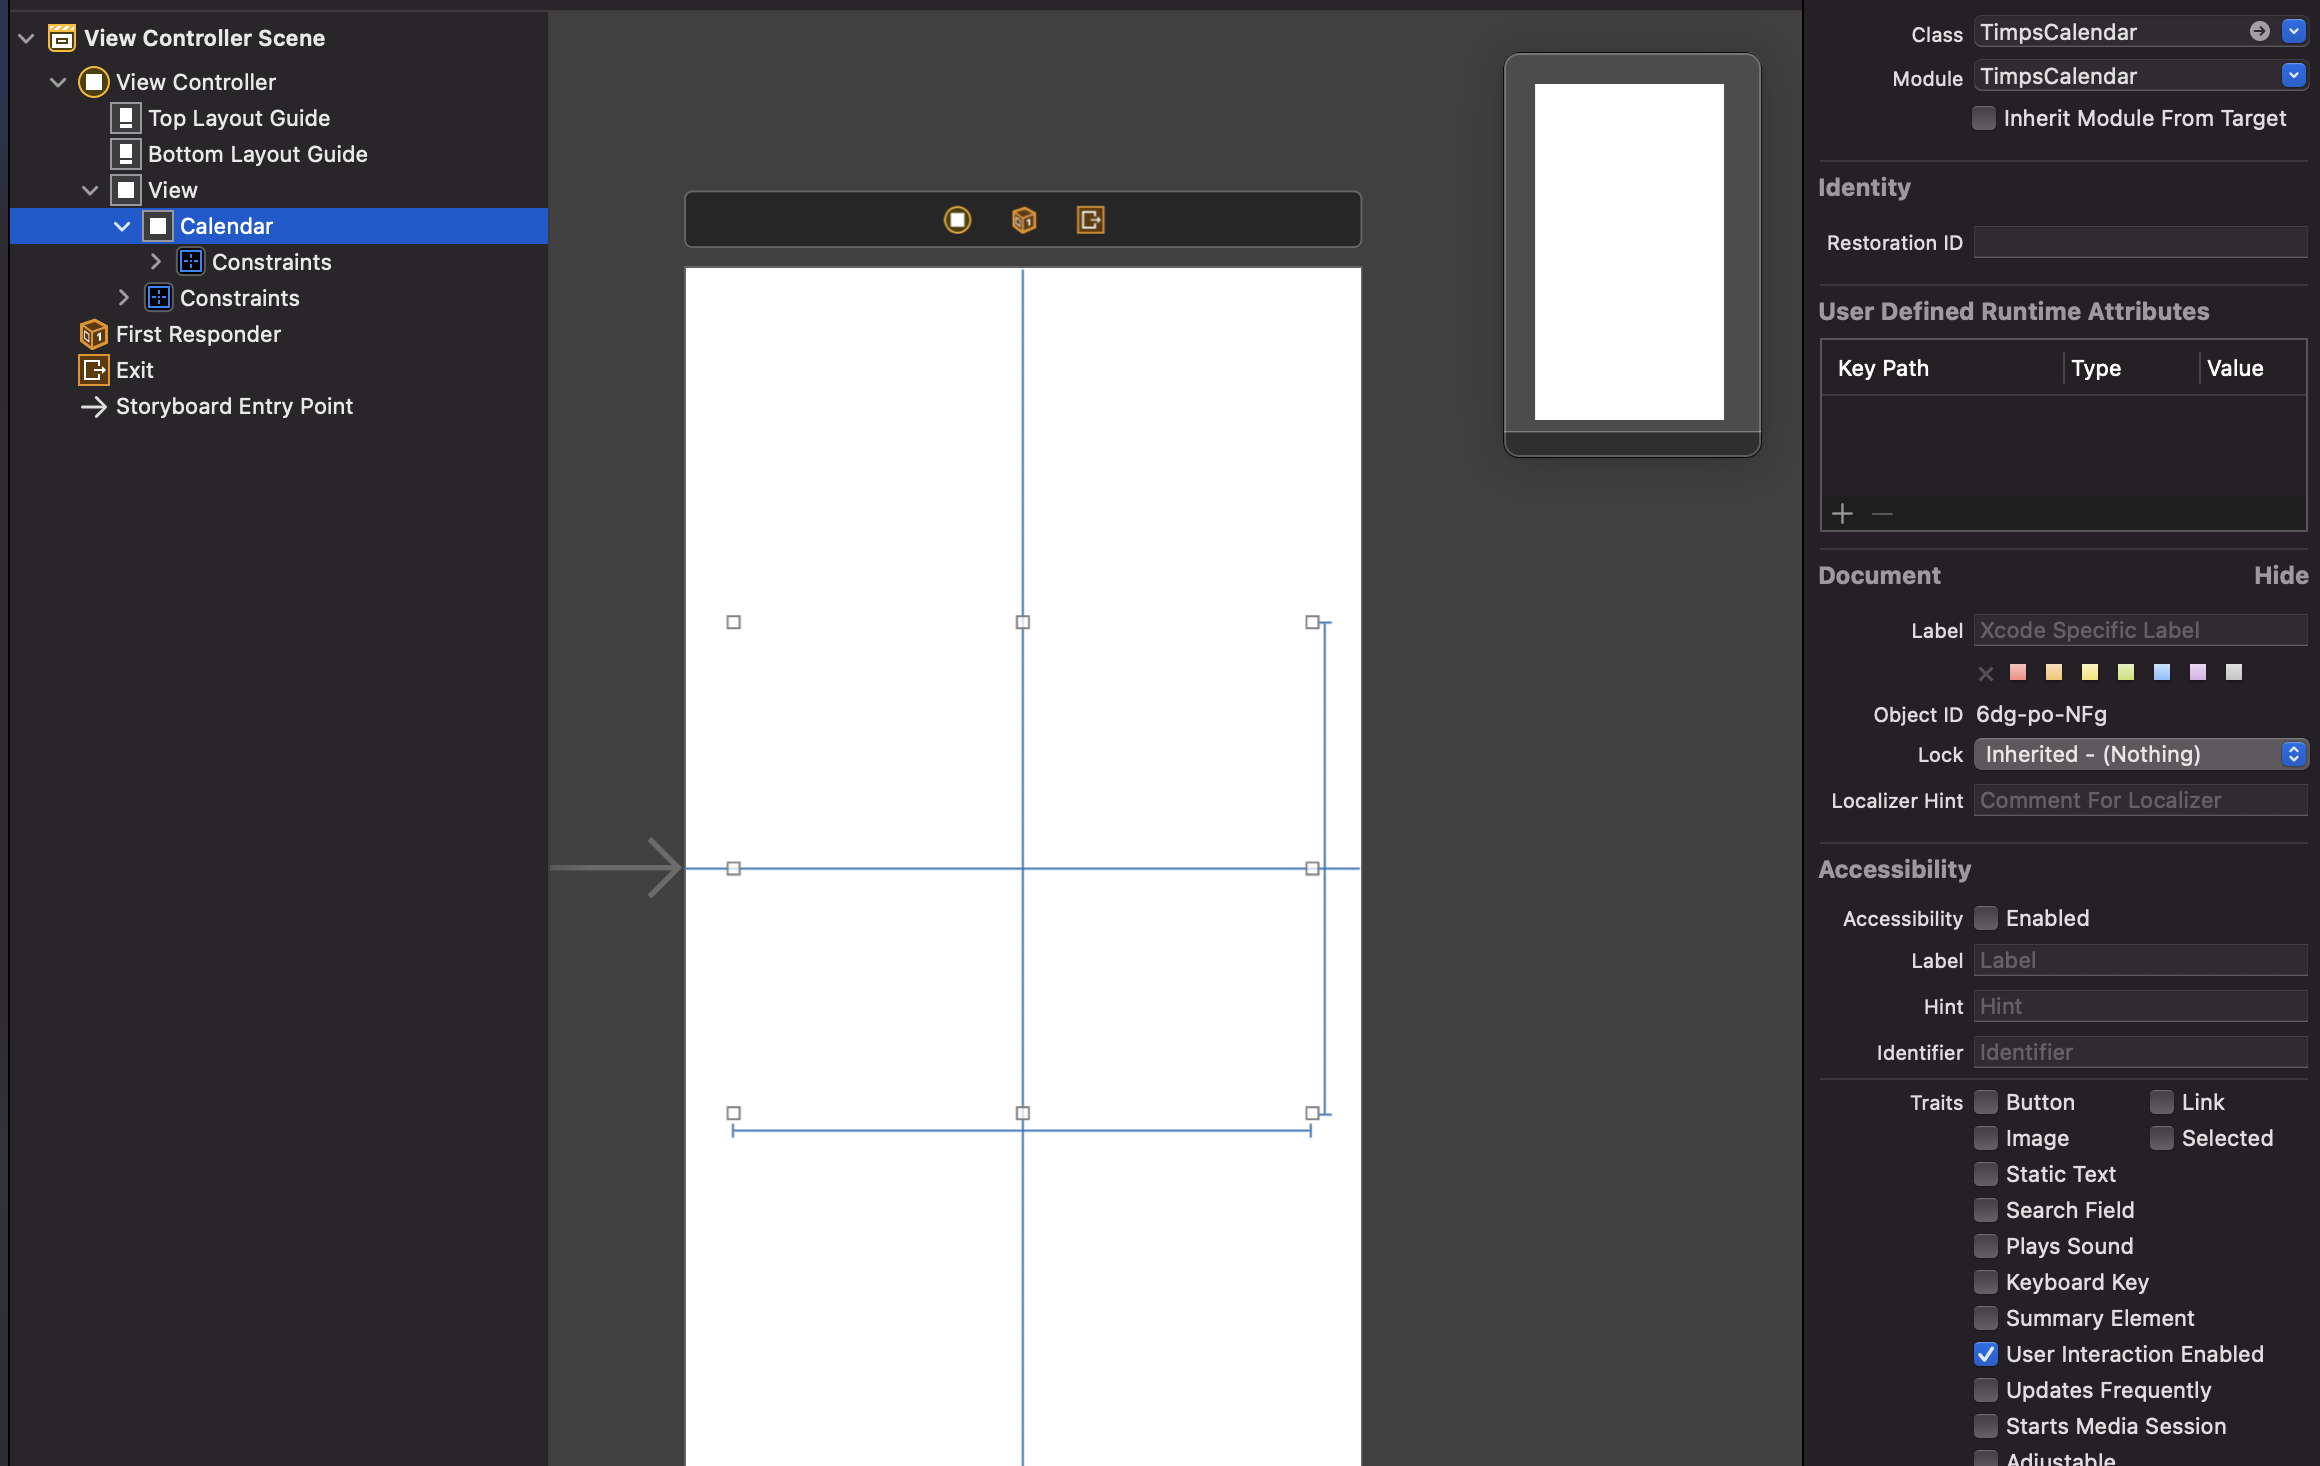 View Controller Scene
View Controller
Top Layout Guide
Bottom Layout Guide
View
Calendar
Constraints
Constraints
First Responder
Exit
Storyboard Entry Point
Class TimpsCalendar
Module TimpsCalendar
Inherit Module From Target
Identity
Restoration ID
User Defined Runtime Attributes
Key Path Type Value
Document Hide
Label Xcode Specific Label
Object ID 6dg-po-NFg
Lock Inherited - (Nothing)
Localizer Hint Comment For Localizer
Accessibility
Accessibility Enabled
Label Label
Hint Hint
Identifier Identifier
Traits Button Link
Image Selected
Static Text
Search Field
Plays Sound
Keyboard Key
Summary Element
User Interaction Enabled
Updates Frequently
Starts Media Session
Adjustable